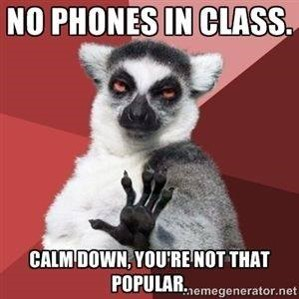 NO PHONES IN CLASS.
CALM DOWN, YOU'RE NOT THAT
POPULAR.
memegenerator.net